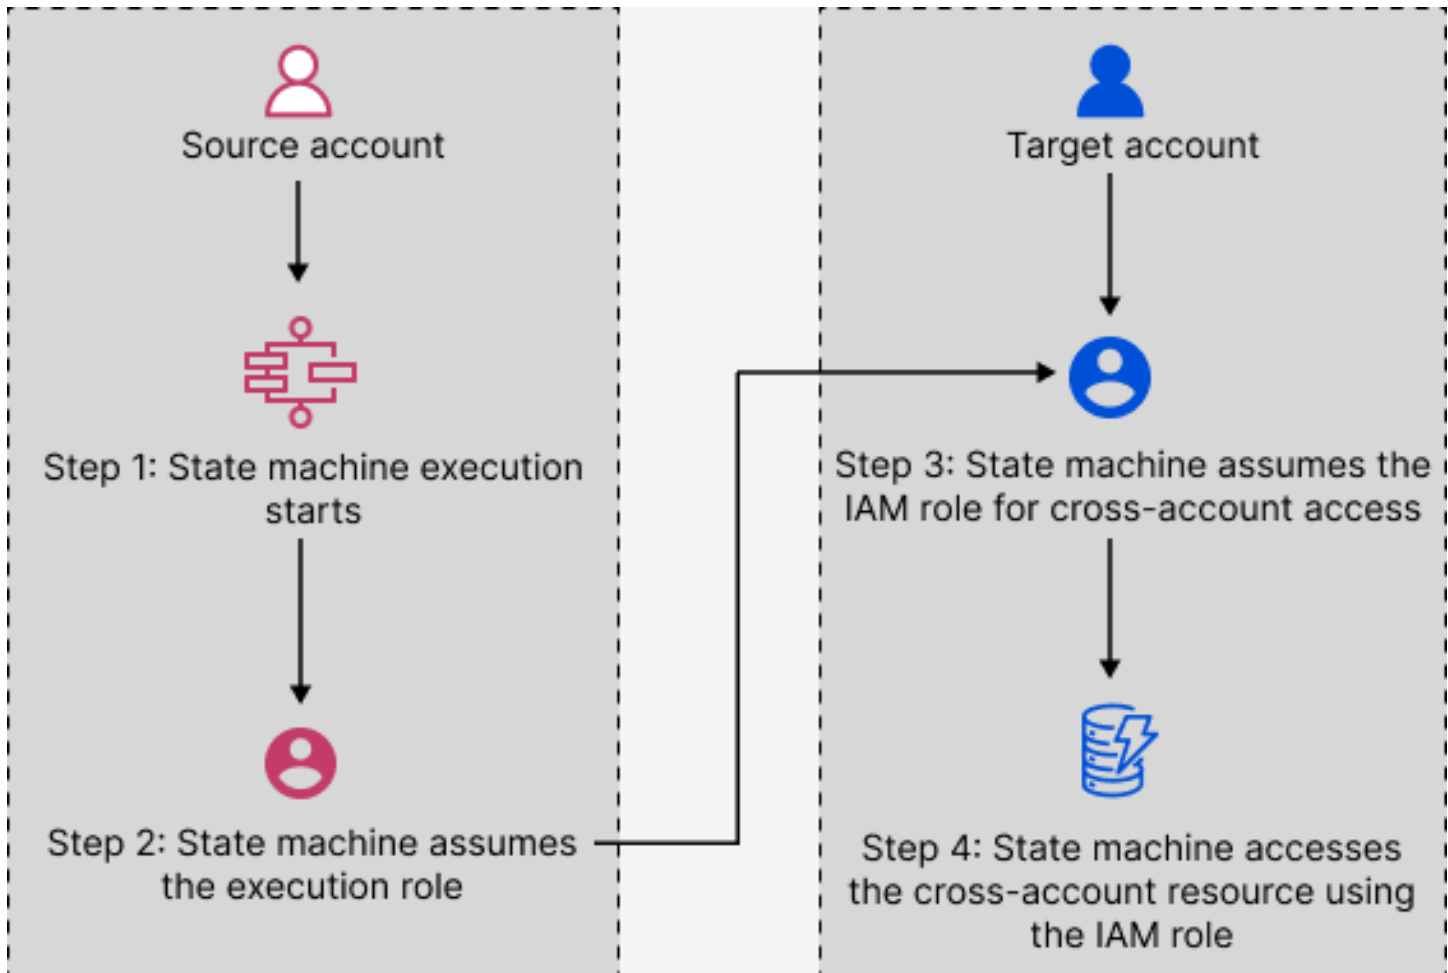 Source account
Step 1: State machine execution
starts
Step 2: State machine assumes
the execution role
Target account
Step 3: State machine assumes the
IAM role for cross-account access
Step 4: State machine accesses
the cross-account resource using
the IAM role